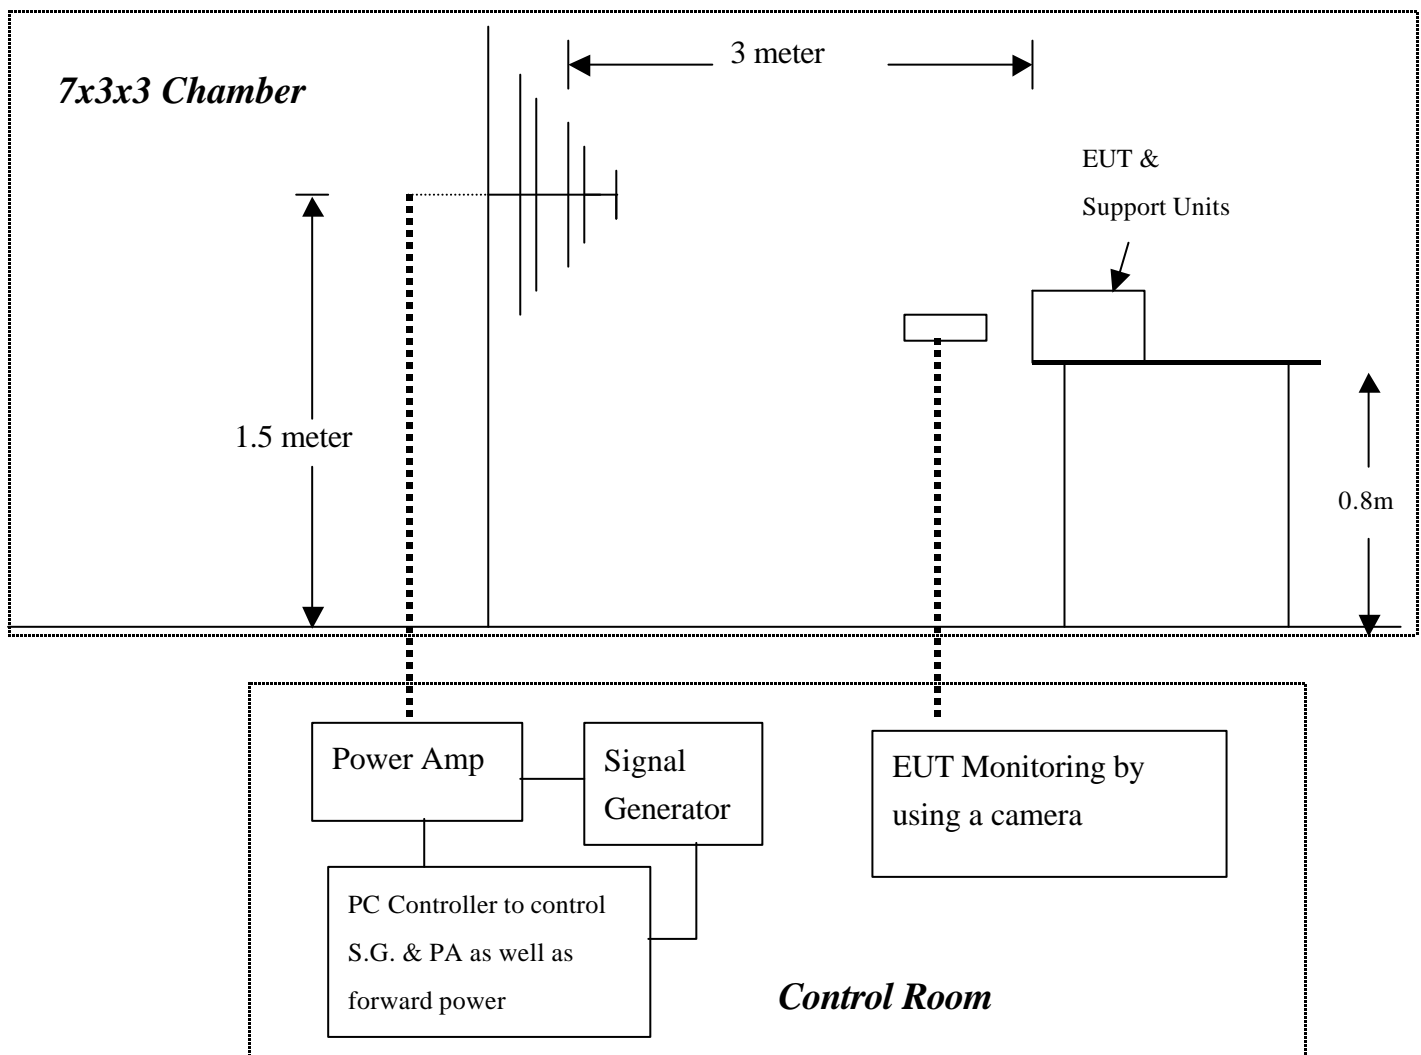 7x3x3 Chamber
3 meter
EUT &
Support Units
1.5 meter
0.8m
Power Amp
Signal
Generator
EUT Monitoring by
using a camera
PC Controller to control
S.G. & PA as well as
forward power
Control Room